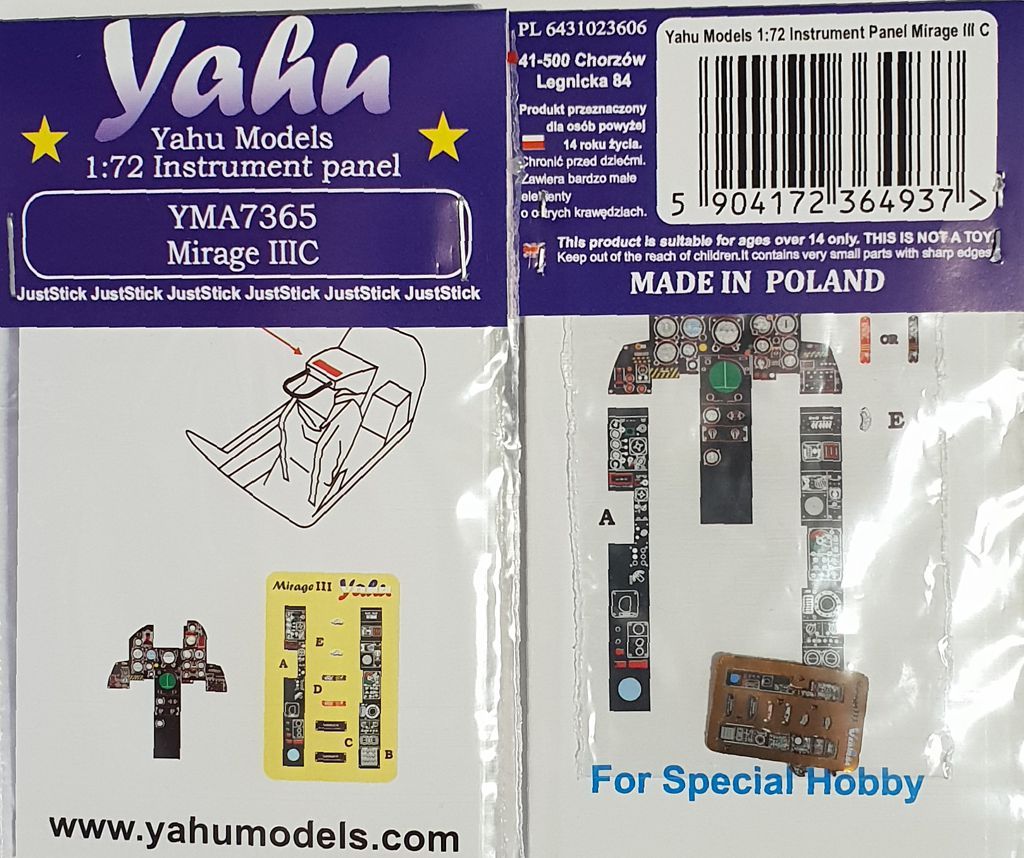 Yahu
Yahu Models
1:72 Instrument panel
YMA7365
Mirage IIIC
JustStick JustStick JustStick JustStick JustStick JustStick
Mirage III Yahu
E
A
D
C
B
www.yahumodels.com
PL 6431023606
41-500 Chorzów
Legnicka 84
Produkt przeznaczony
dla osób powyżej
14 roku życia.
Chronić przed dziećmi.
Zawiera bardzo małe
elementy
o ostrych krawędziach.
Yahu Models 1:72 Instrument Panel Mirage III C
5 904172 364937 >
This product is suitable for ages over 14 only. THIS IS NOT A TOY.
Keep out of the reach of children.It contains very small parts with sharp edges
MADE IN POLAND
OR
E
A
For Special Hobby